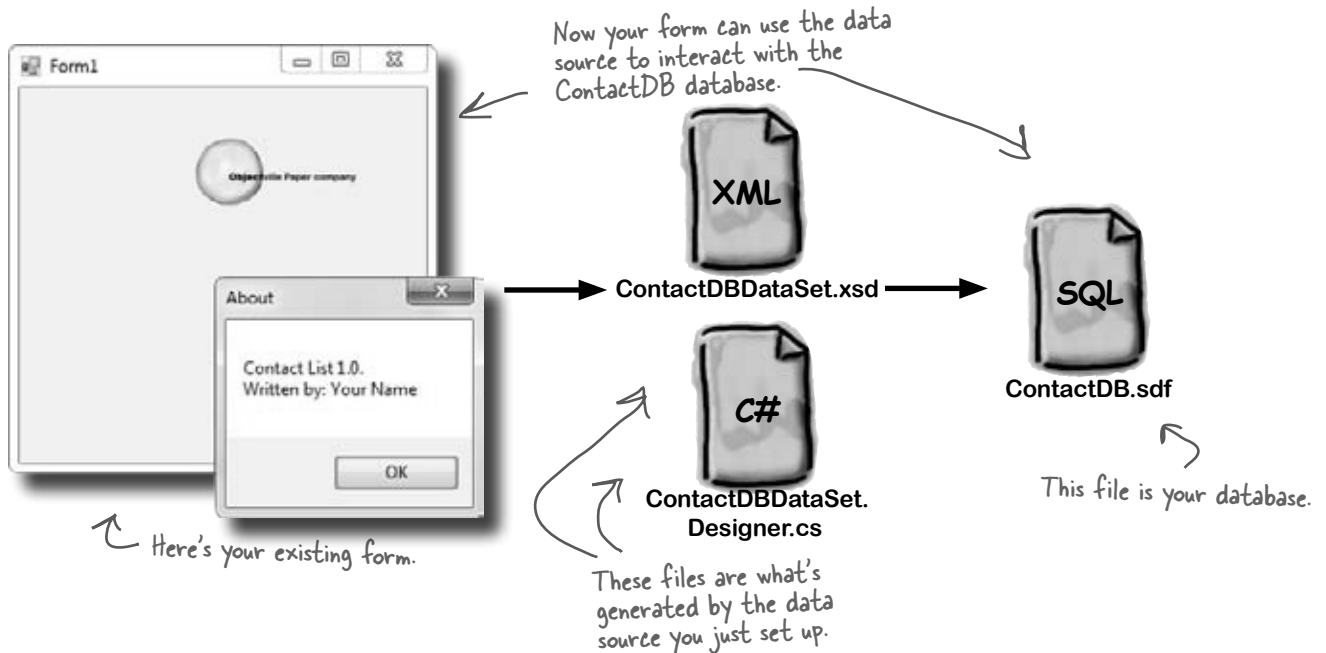 Now your form can use the data
source to interact with the
ContactDB database.
Form1
Objectville Paper company
About
Contact List 1.0.
Written by: Your Name
OK
Here's your existing form.
XML
ContactDBDataSet.xsd
C#
ContactDBDataSet.
Designer.cs
These files are what's
generated by the data
source you just set up.
SQL
ContactDB.sdf
This file is your database.